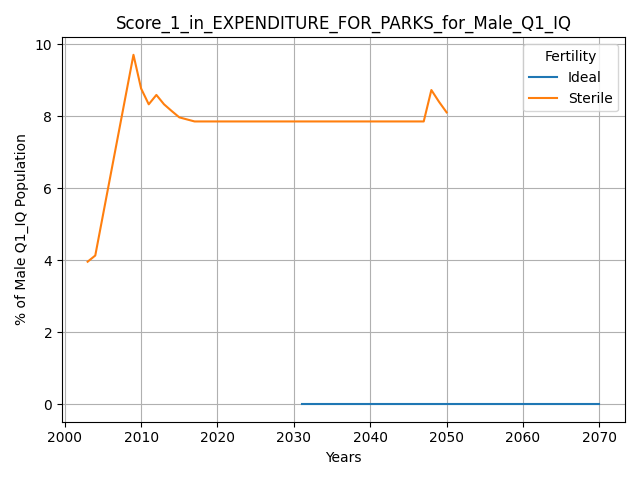 Score_1_in_EXPENDITURE_FOR_PARKS_for_Male_Q1_IQ
Fertility
Ideal
Sterile
% of Male Q1_IQ Population
10
8
6
4
2
0
2000 2010 2020 2030 2040 2050 2060 2070
Years